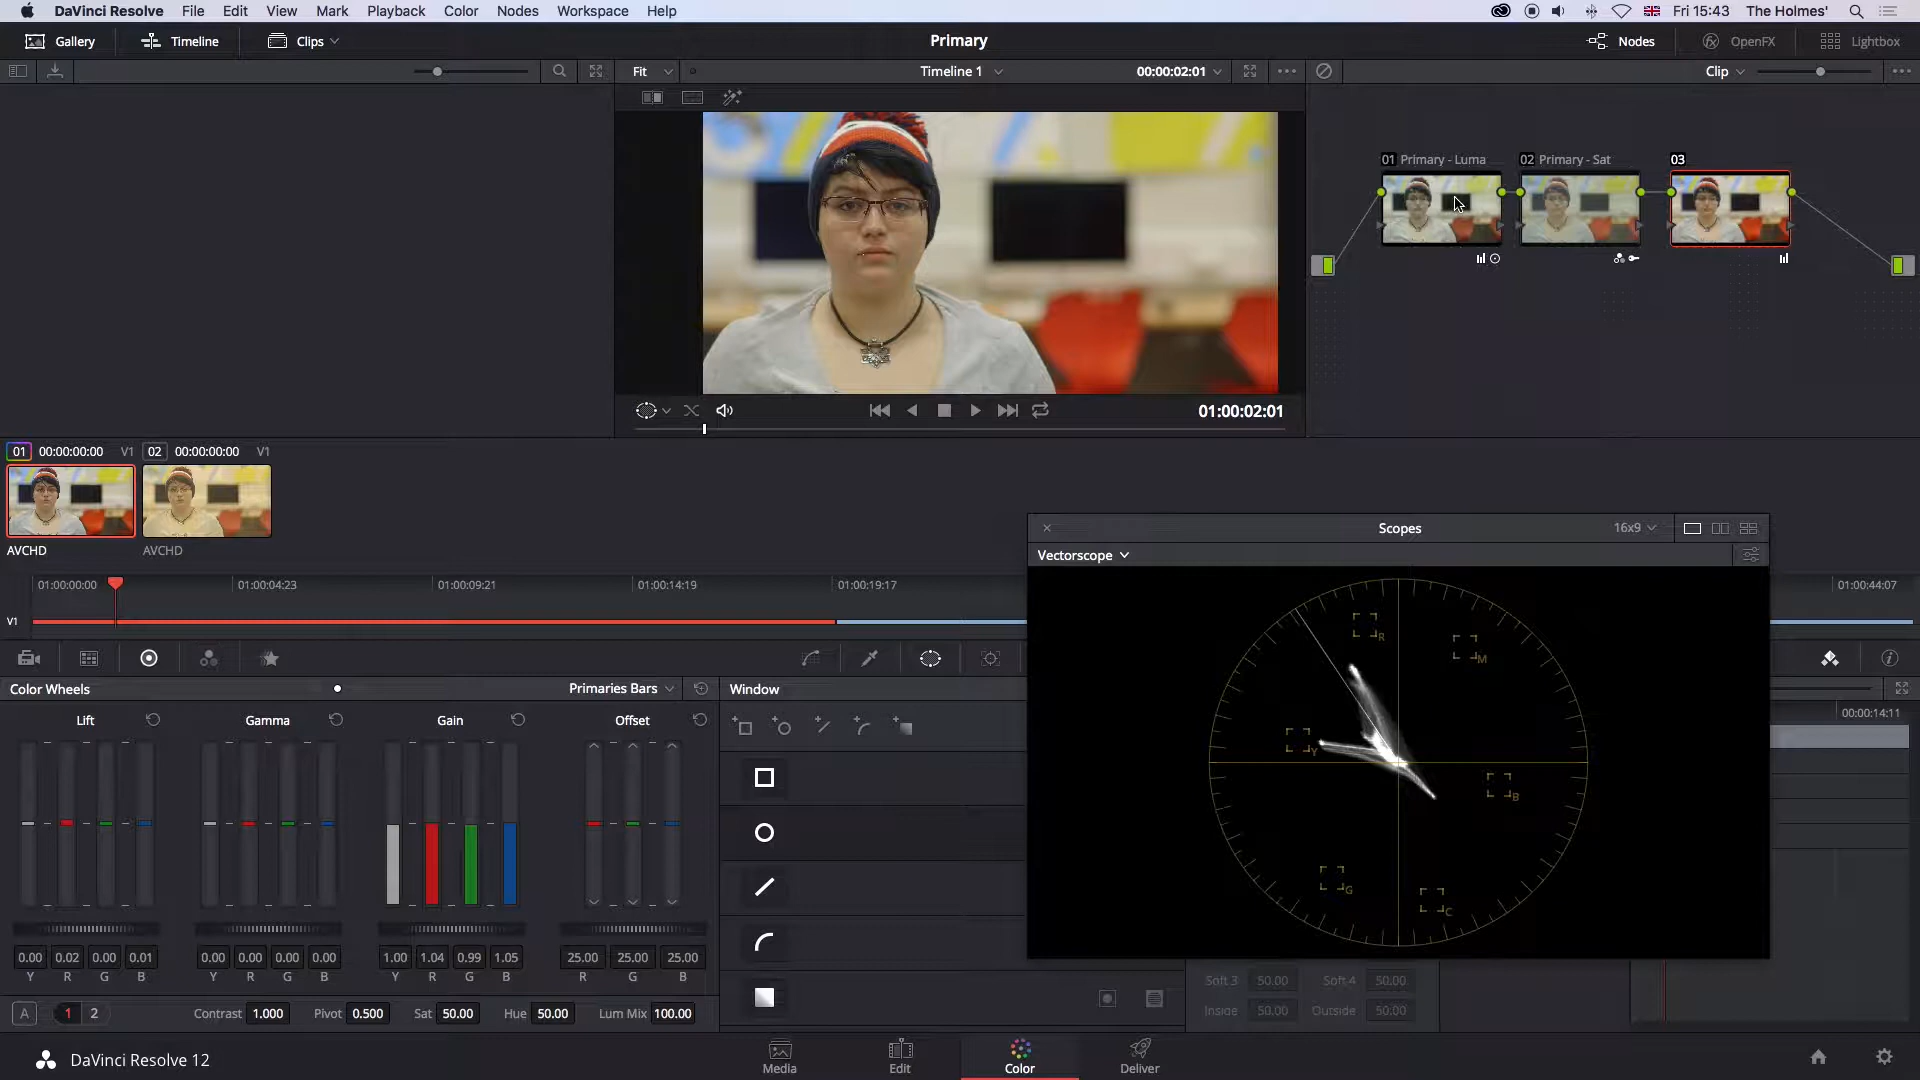 DaVinci Resolve File Edit View Mark Playback Color Nodes Workspace Help Fri 15:43 The Holmes'
Gallery Timeline Clips Primary Nodes OpenFX Lightbox
Fit Timeline 1 00:00:02:01 Clip
01 Primary - Luma 02 Primary - Sat 03
01:00:02:01
01 00:00:00:00 V1 02 00:00:00:00 V1
AVCHD AVCHD
Scopes 16x9
Vectorscope
01:00:00:00 01:00:04:23 01:00:09:21 01:00:14:19 01:00:19:17 01:00:44:07
V1
R M Y B G C
Color Wheels Primaries Bars Window
00:00:14:11
Lift Gamma Gain Offset
0.00 0.02 0.00 0.01 0.00 0.00 0.00 0.00 1.00 1.04 0.99 1.05 25.00 25.00 25.00
Y R G B Y R G B Y R G B R G B
Soft 3 50.00 Soft 4 50.00
Inside 50.00 Outside 50.00
A 1 2 Contrast 1.000 Pivot 0.500 Sat 50.00 Hue 50.00 Lum Mix 100.00
DaVinci Resolve 12 Media Edit Color Deliver